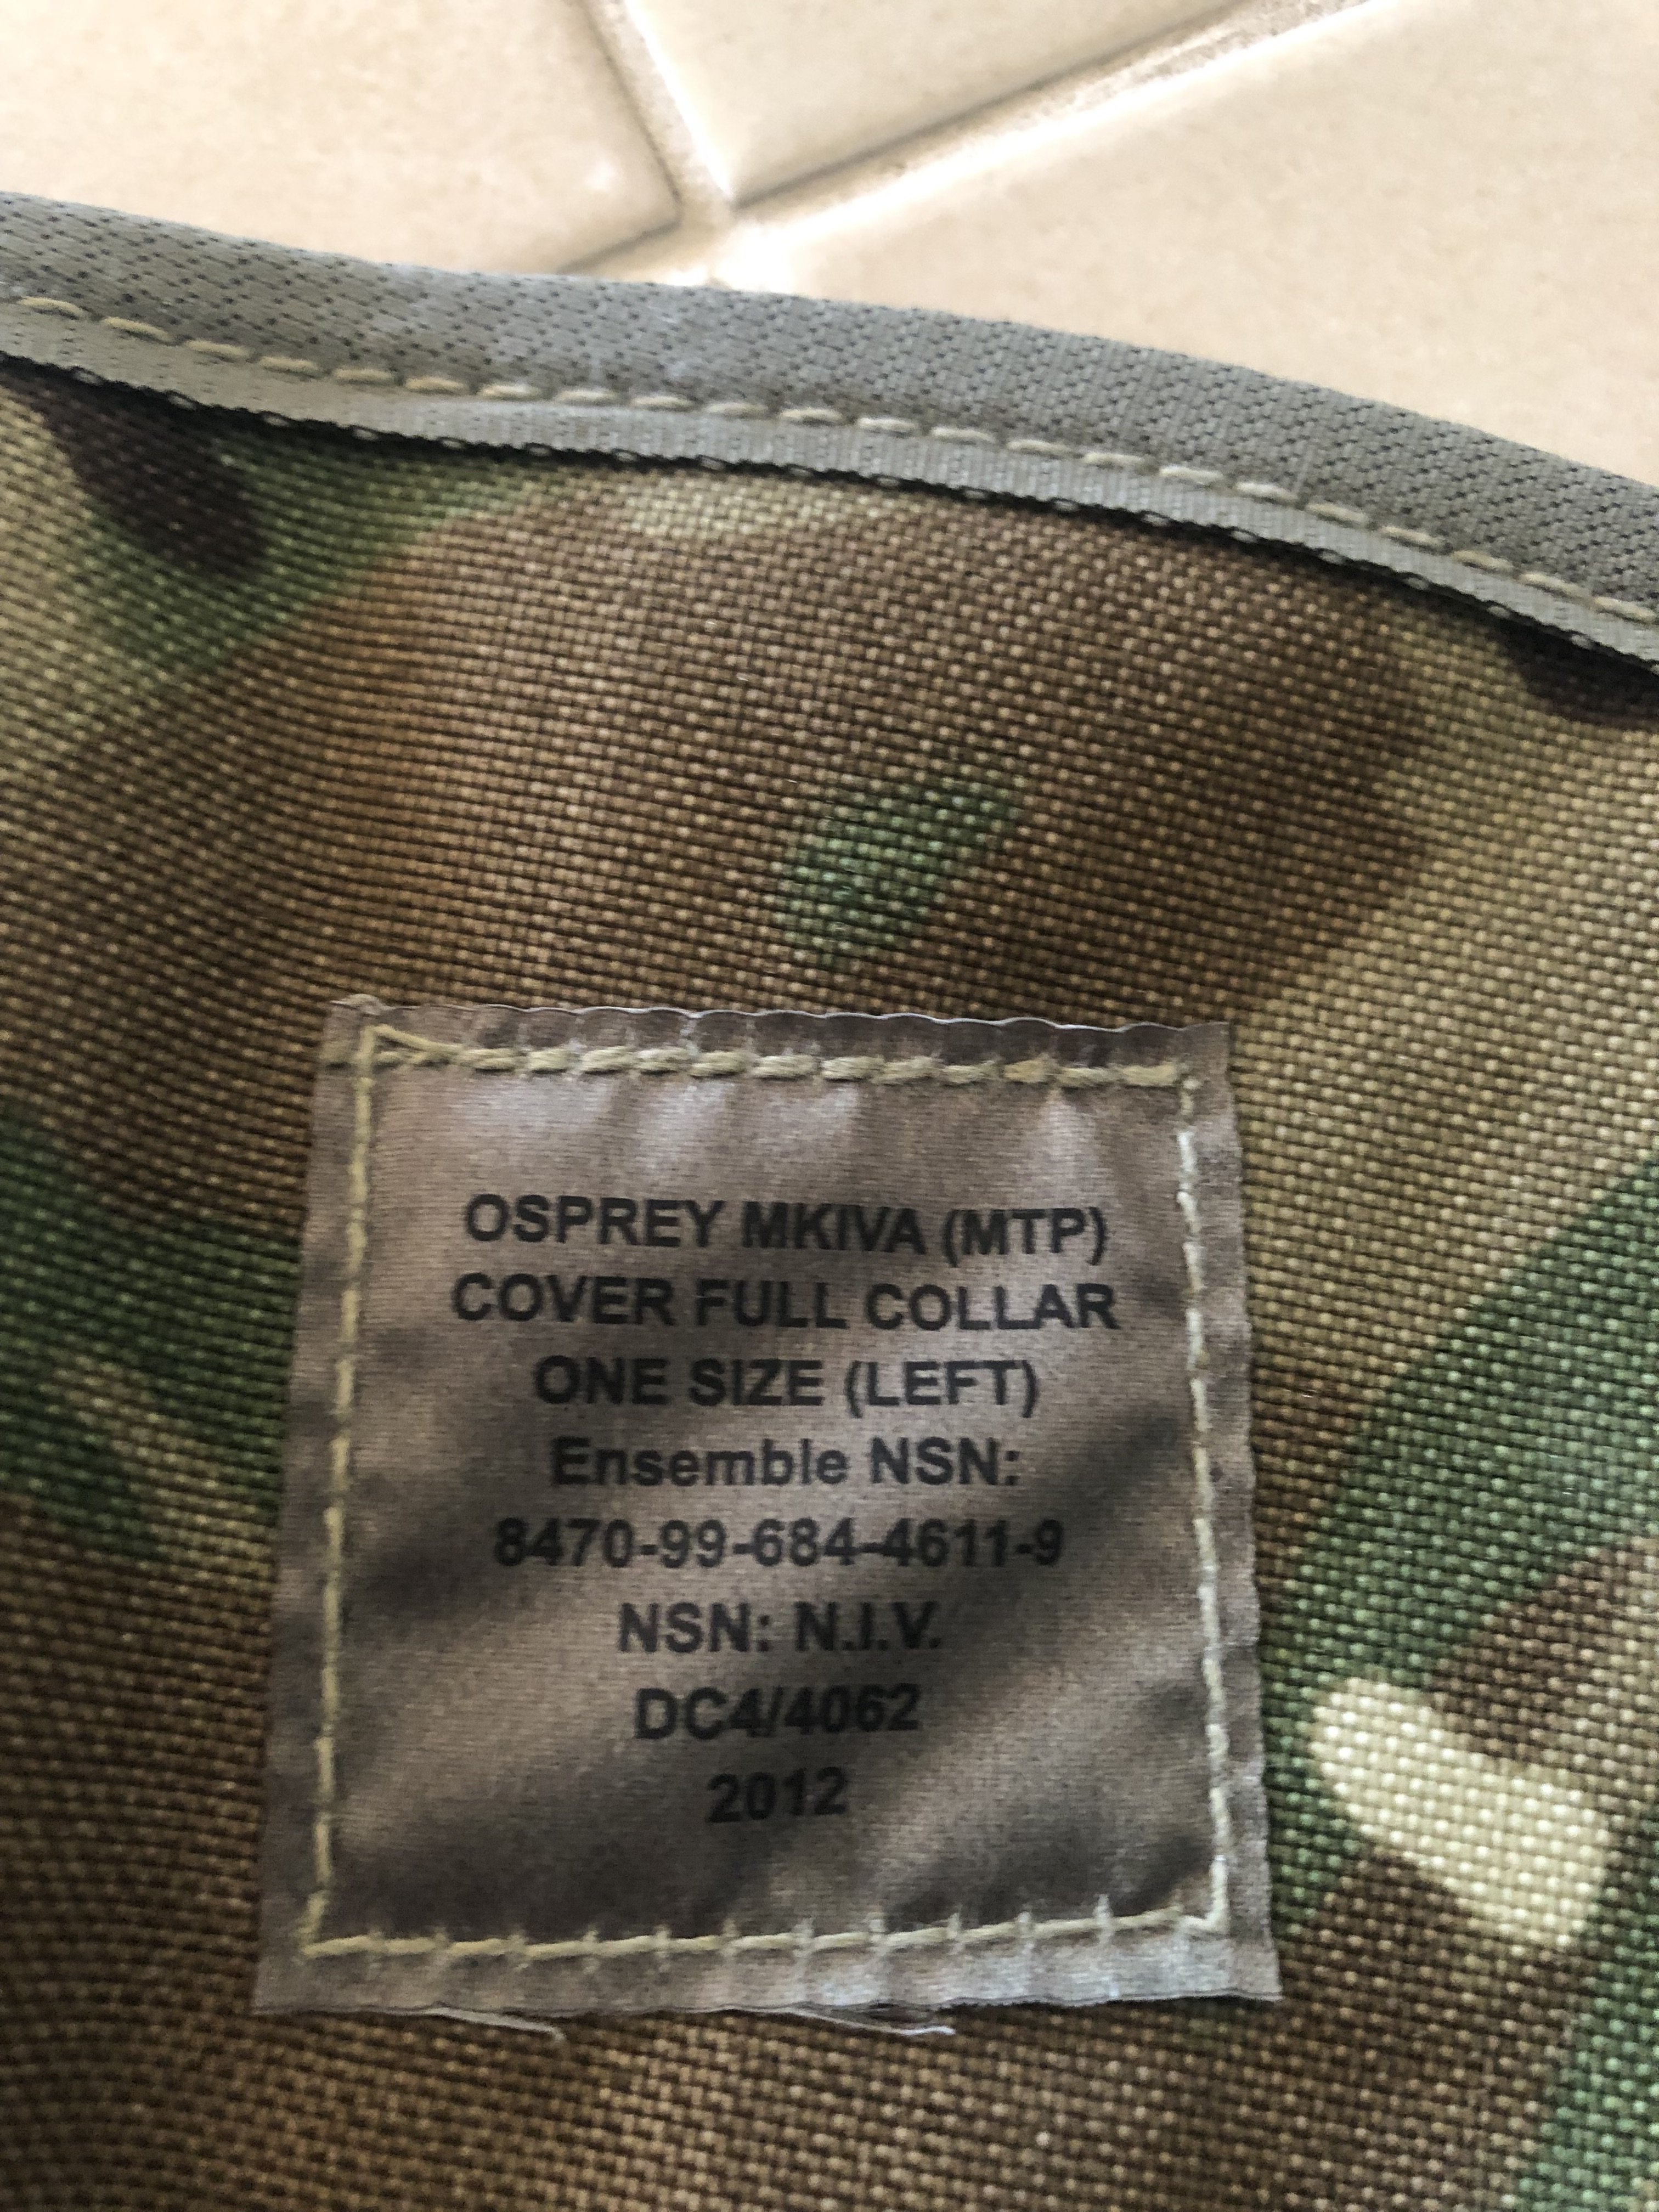 OSPREY MKIVA (MTP)
COVER FULL COLLAR
ONE SIZE (LEFT)
Ensemble NSN:
8470-99-684-4611-9
NSN: N.I.V.
DC4/4062
2012